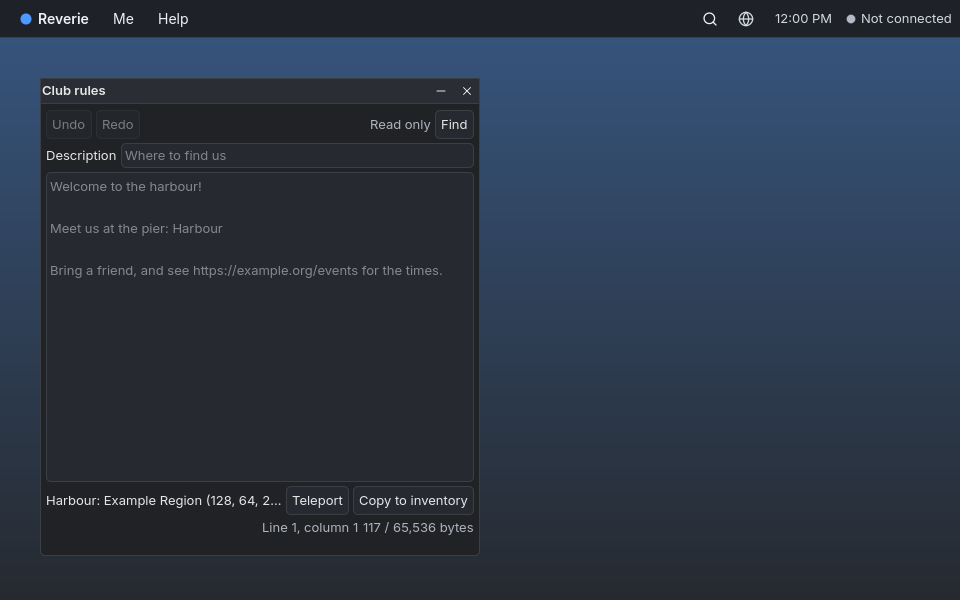 Reverie Me Help 12:00 PM Not connected
Club rules
Undo Redo Read only Find
Description Where to find us
Welcome to the harbour!
Meet us at the pier: Harbour
Bring a friend, and see https://example.org/events for the times.
Harbour: Example Region (128, 64, 2... Teleport Copy to inventory
Line 1, column 1 117 / 65,536 bytes